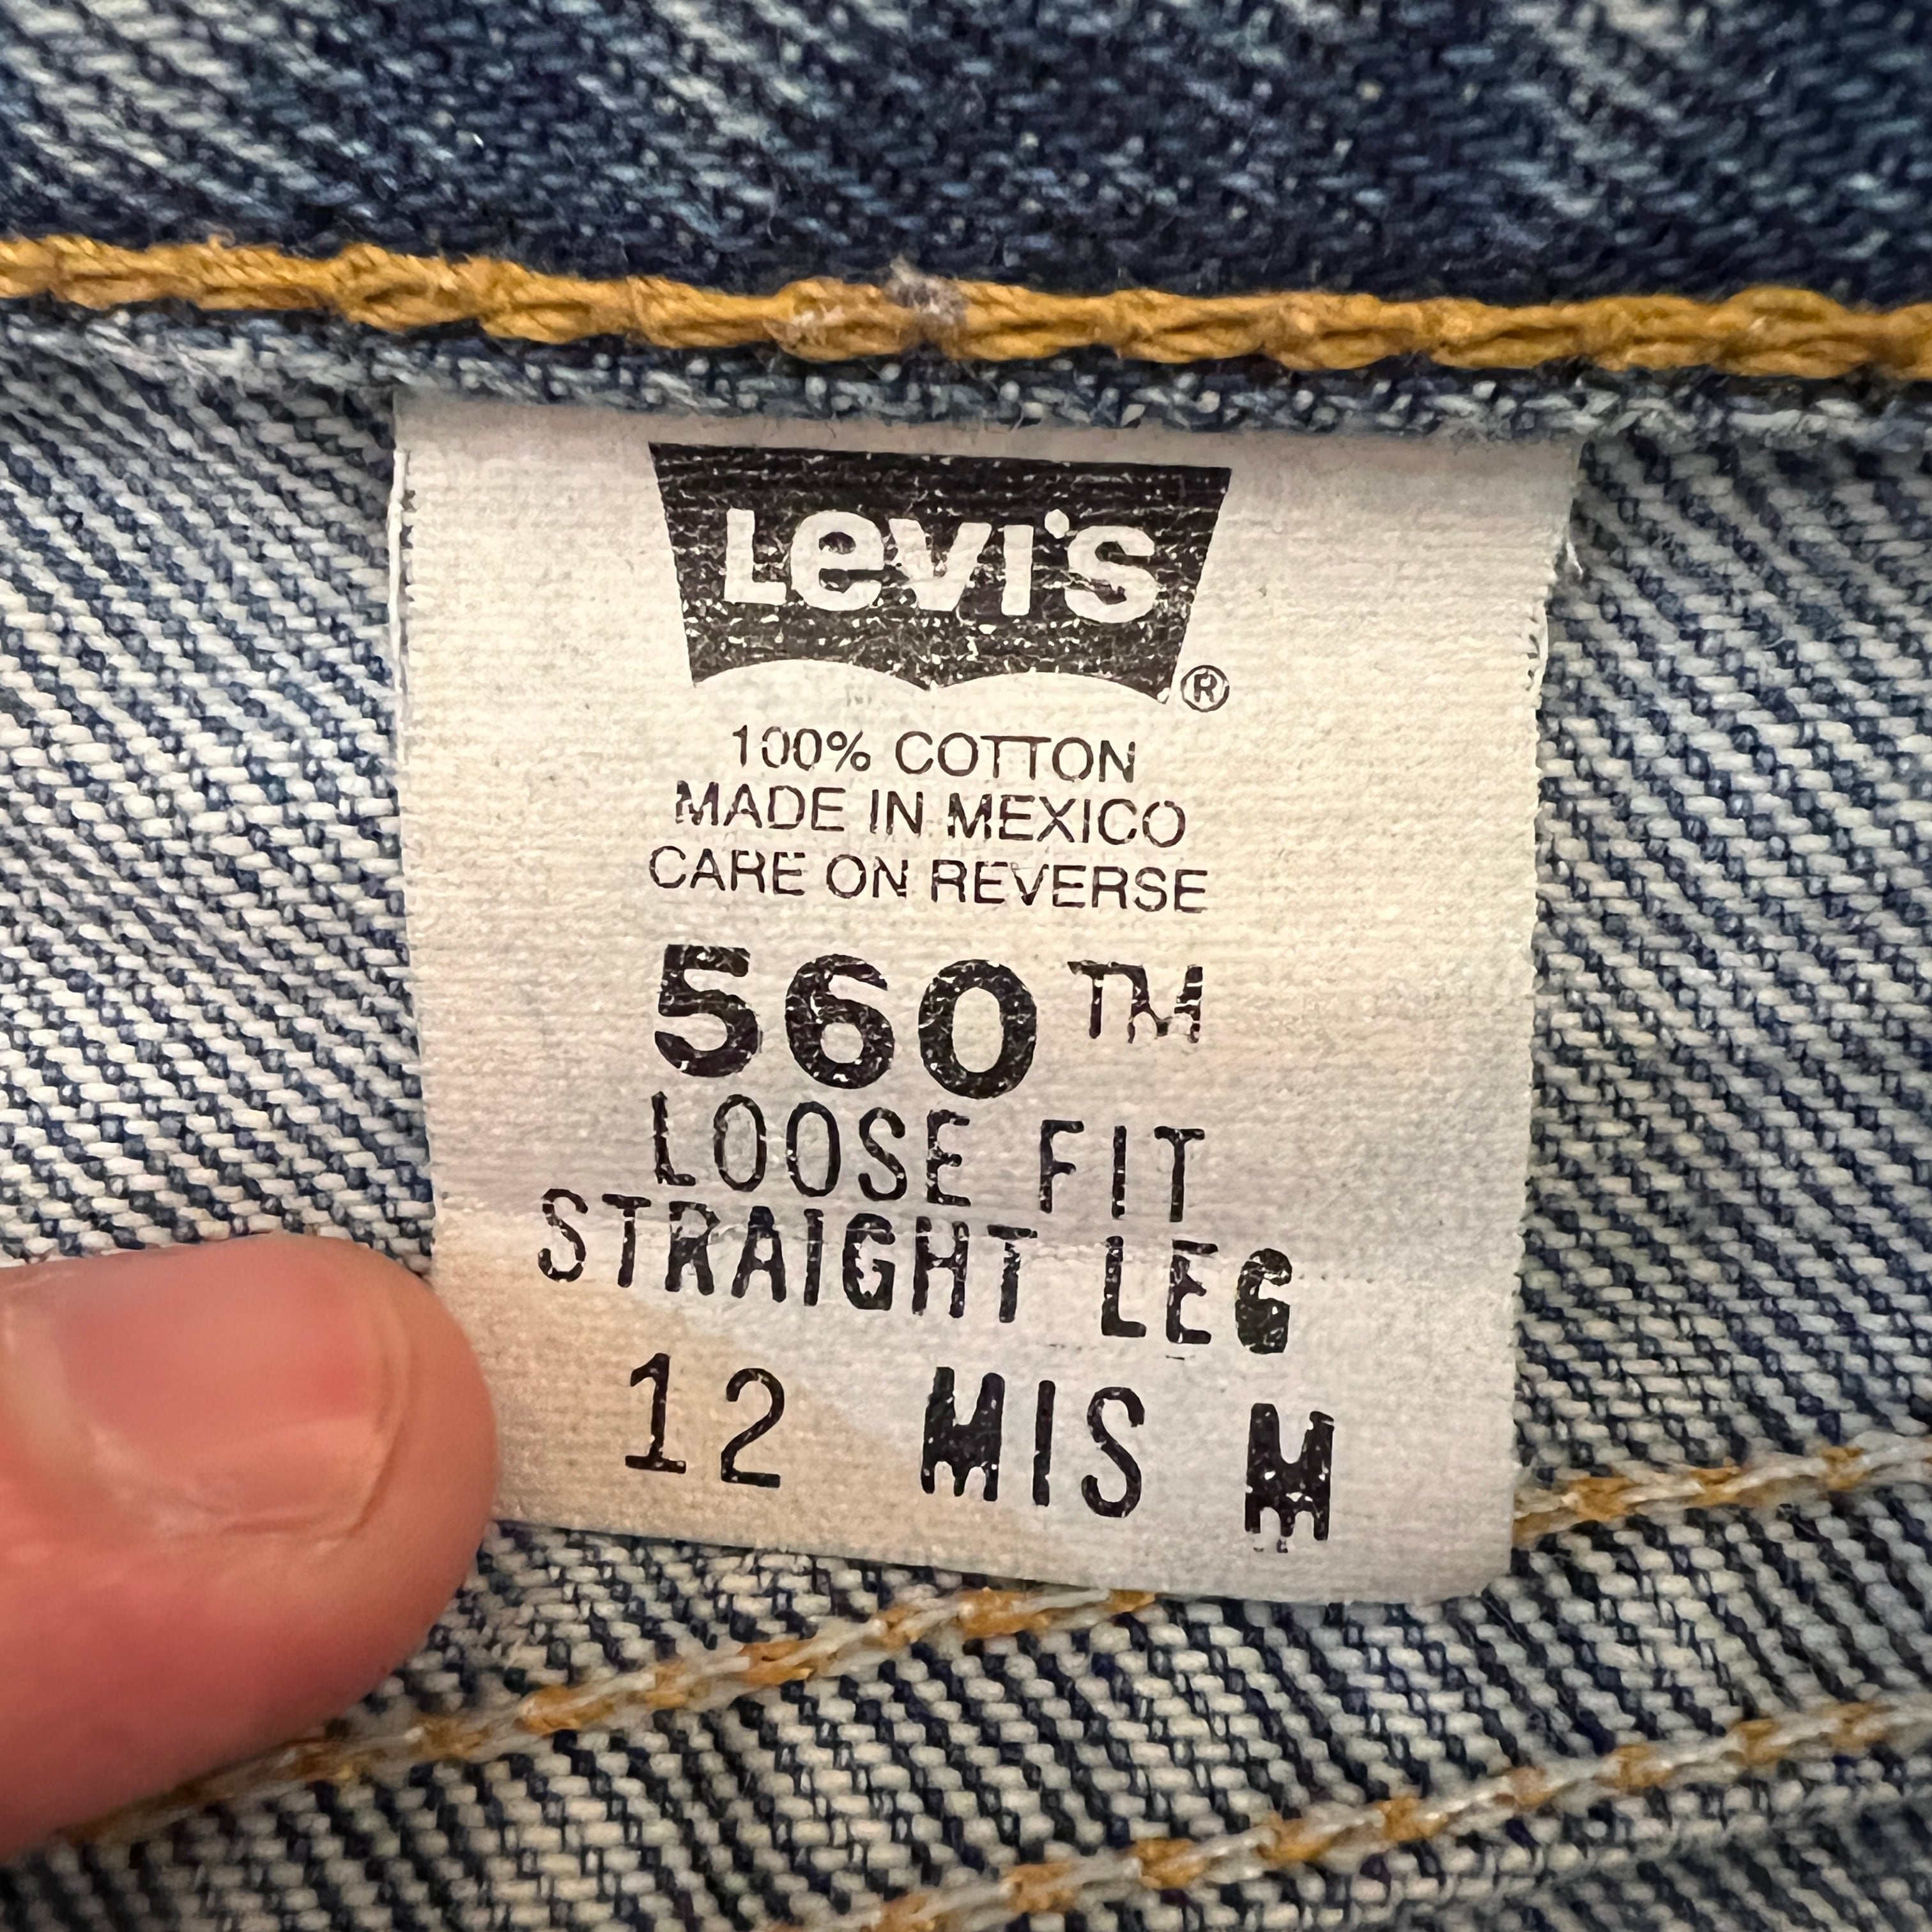 Levi's
®
100% COTTON
MADE IN MEXICO
CARE ON REVERSE
560™
LOOSE FIT
STRAIGHT LEG
12 MIS M